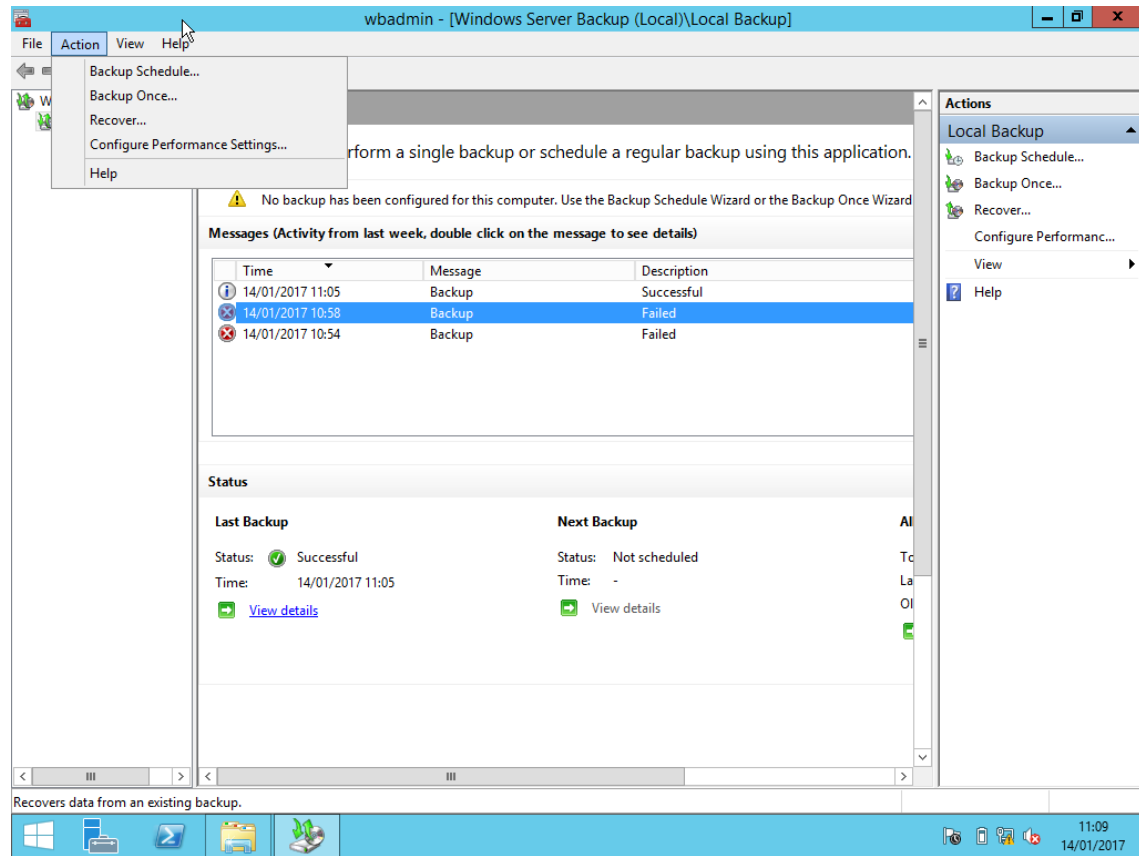 wbadmin - [Windows Server Backup (Local)\Local Backup]
File Action View Help
Backup Schedule...
Backup Once...
Recover...
Configure Performance Settings...
Help
W
rform a single backup or schedule a regular backup using this application.
No backup has been configured for this computer. Use the Backup Schedule Wizard or the Backup Once Wizard
Messages (Activity from last week, double click on the message to see details)
Time Message Description
14/01/2017 11:05 Backup Successful
14/01/2017 10:58 Backup Failed
14/01/2017 10:54 Backup Failed
Status
Last Backup Next Backup Al
Status: Successful Status: Not scheduled To
Time: 14/01/2017 11:05 Time: - La
View details View details Ol
Actions
Local Backup
Backup Schedule...
Backup Once...
Recover...
Configure Performanc...
View
Help
Recovers data from an existing backup.
11:09
14/01/2017